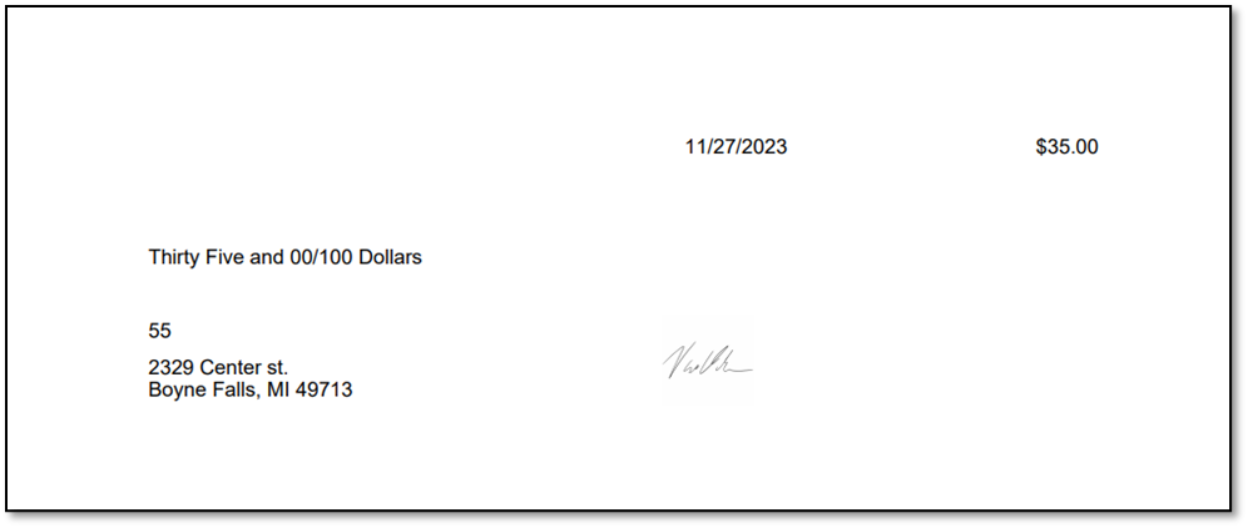 11/27/2023 $35.00
Thirty Five and 00/100 Dollars
55
2329 Center st.
Boyne Falls, MI 49713